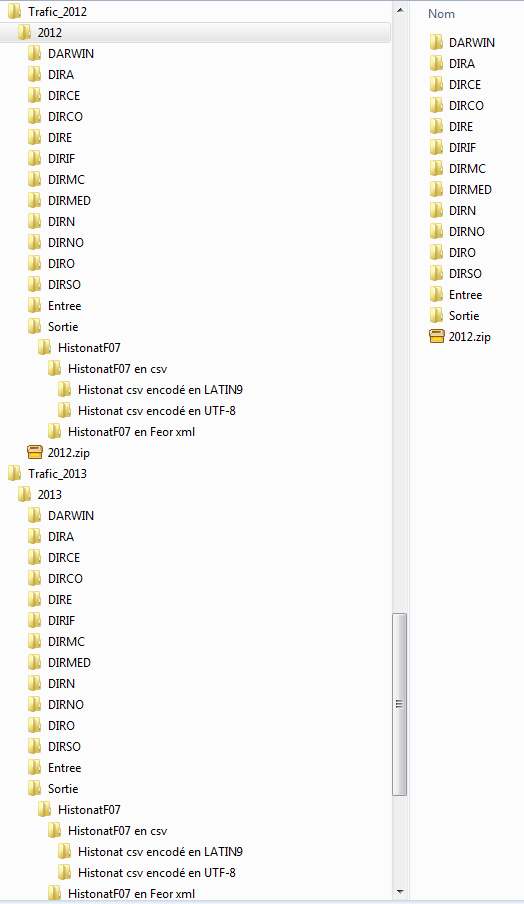 Trafic_2012
2012
DARWIN
DIRA
DIRCE
DIRCO
DIRE
DIRIF
DIRMC
DIRMED
DIRN
DIRNO
DIRO
DIRSO
Entree
Sortie
HistonatF07
HistonatF07 en csv
Histonat csv encodé en LATIN9
Histonat csv encodé en UTF-8
HistonatF07 en Feor xml
2012.zip
Trafic_2013
2013
DARWIN
DIRA
DIRCE
DIRCO
DIRE
DIRIF
DIRMC
DIRMED
DIRN
DIRNO
DIRO
DIRSO
Entree
Sortie
HistonatF07
HistonatF07 en csv
Histonat csv encodé en LATIN9
Histonat csv encodé en UTF-8
HistonatF07 en Feor xml
Nom
DARWIN
DIRA
DIRCE
DIRCO
DIRE
DIRIF
DIRMC
DIRMED
DIRN
DIRNO
DIRO
DIRSO
Entree
Sortie
2012.zip